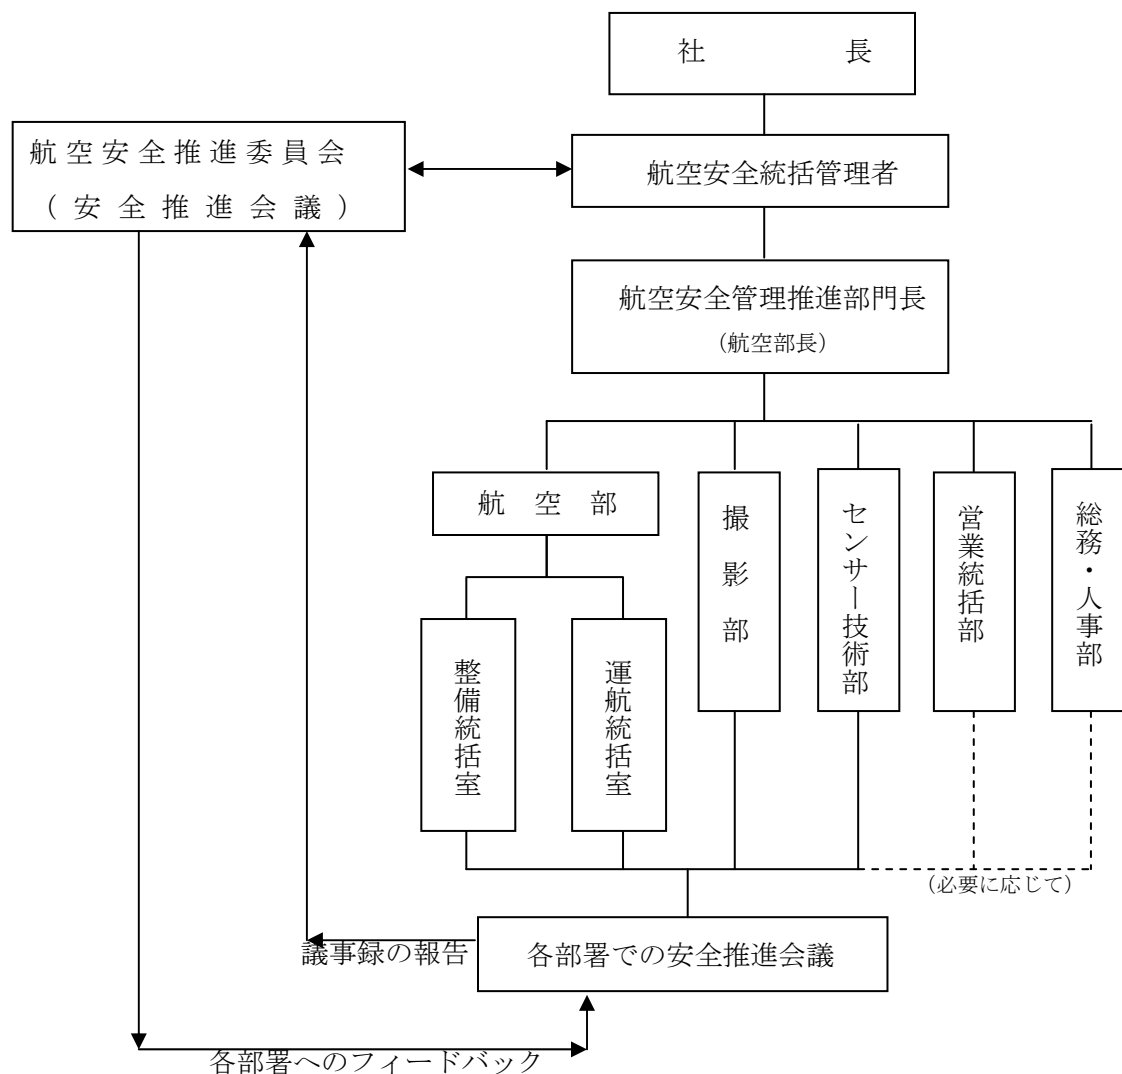 社長
航空安全推進委員会
（安全推進会議）
航空安全統括管理者
航空安全管理推進部門長
（航空部長）
航空部
撮影部
センサー技術部
営業統括部
総務・人事部
整備統括室
運航統括室
（必要に応じて）
議事録の報告
各部署での安全推進会議
各部署へのフィードバック